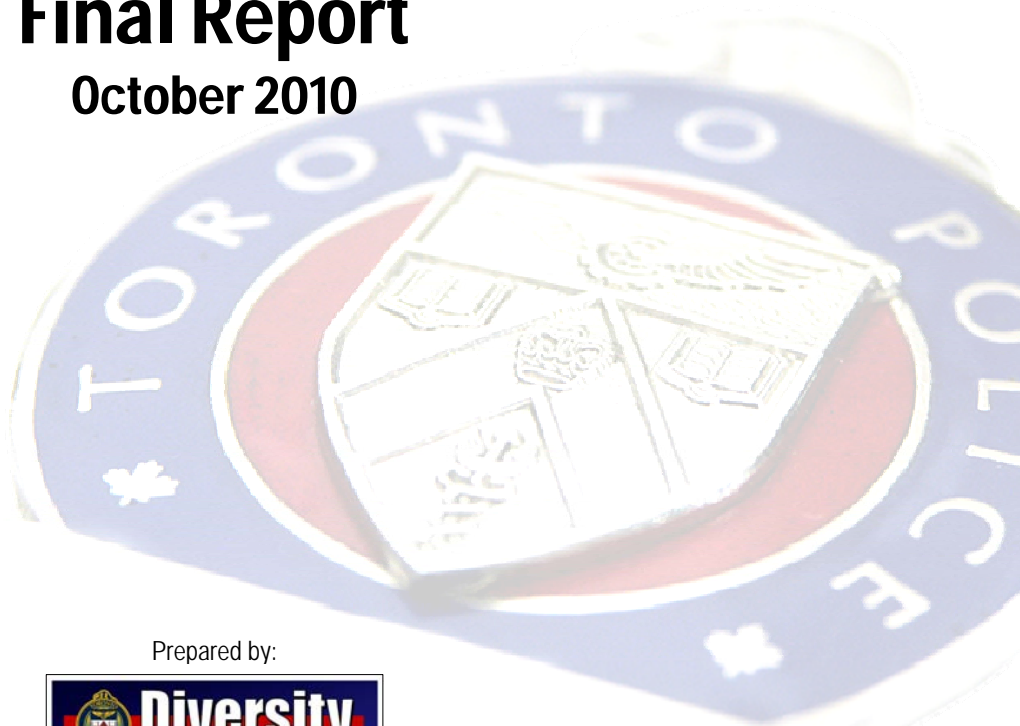 Final Report
October 2010
TORONTO POLICE
Prepared by:
Diversity